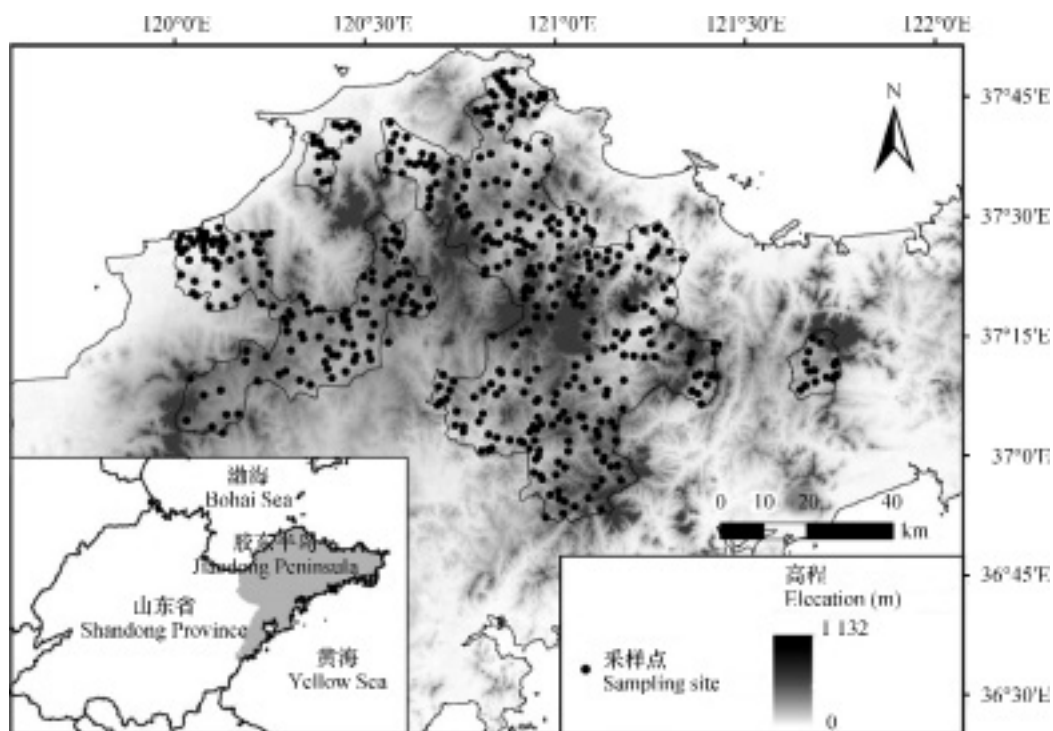 120°0'E 120°30'E 121°0'E 121°30'E 122°0'E
N
37°45'E
37°30'E
37°15'E
37°0'E
36°45'E
36°30'E
0 10 20 40
km
渤海
Bohai Sea
胶东半岛
Jiaodong Peninsula
山东省
Shandong Province
黄海
Yellow Sea
高程
Elecation (m)
1 132
0
采样点
Sampling site